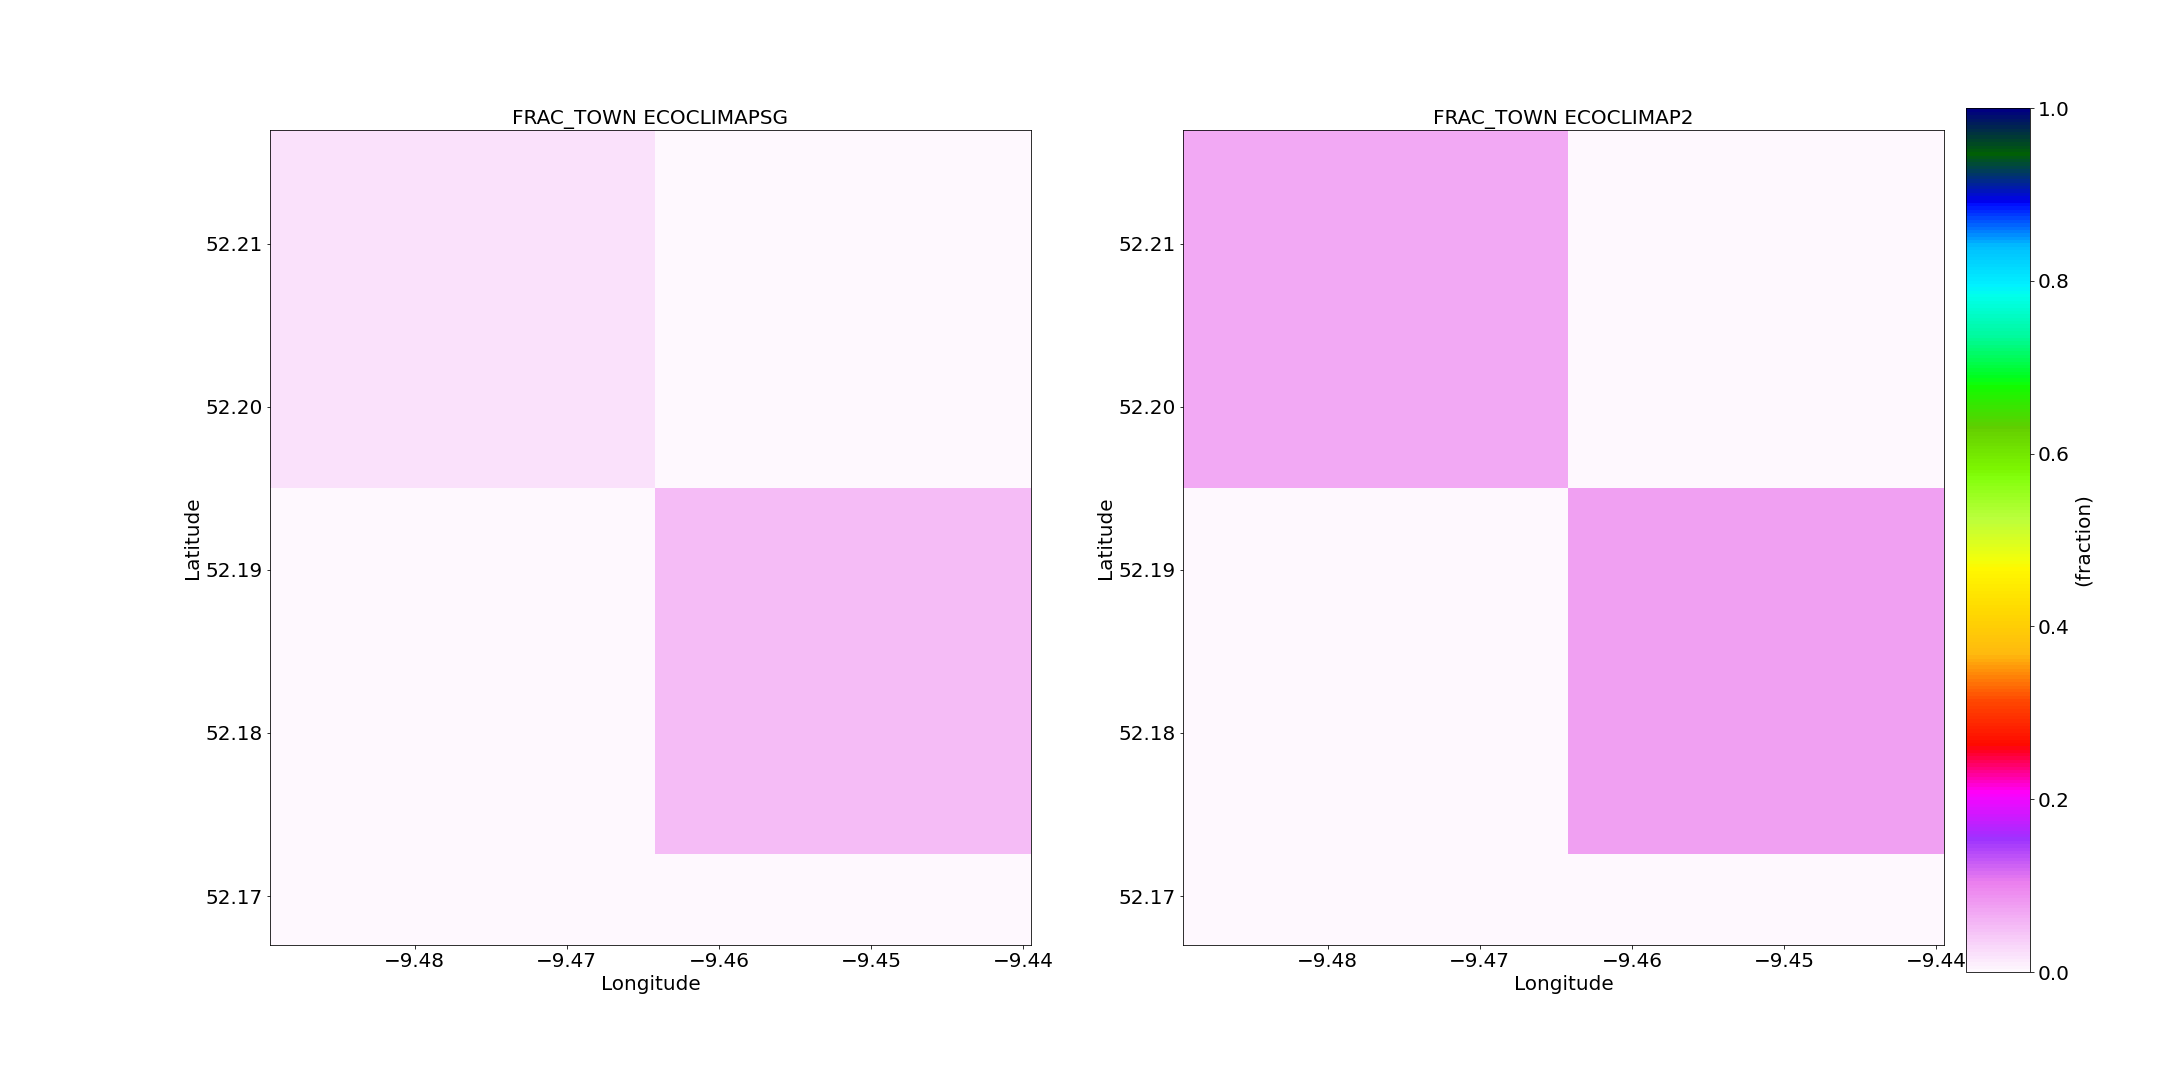 FRAC_TOWN ECOCLIMAPSG
52.21
52.20
52.19
52.18
52.17
Latitude
−9.48 −9.47 −9.46 −9.45 −9.44
Longitude
FRAC_TOWN ECOCLIMAP2
52.21
52.20
52.19
52.18
52.17
Latitude
−9.48 −9.47 −9.46 −9.45 −9.44
Longitude
1.0
0.8
0.6
0.4
0.2
0.0
(fraction)